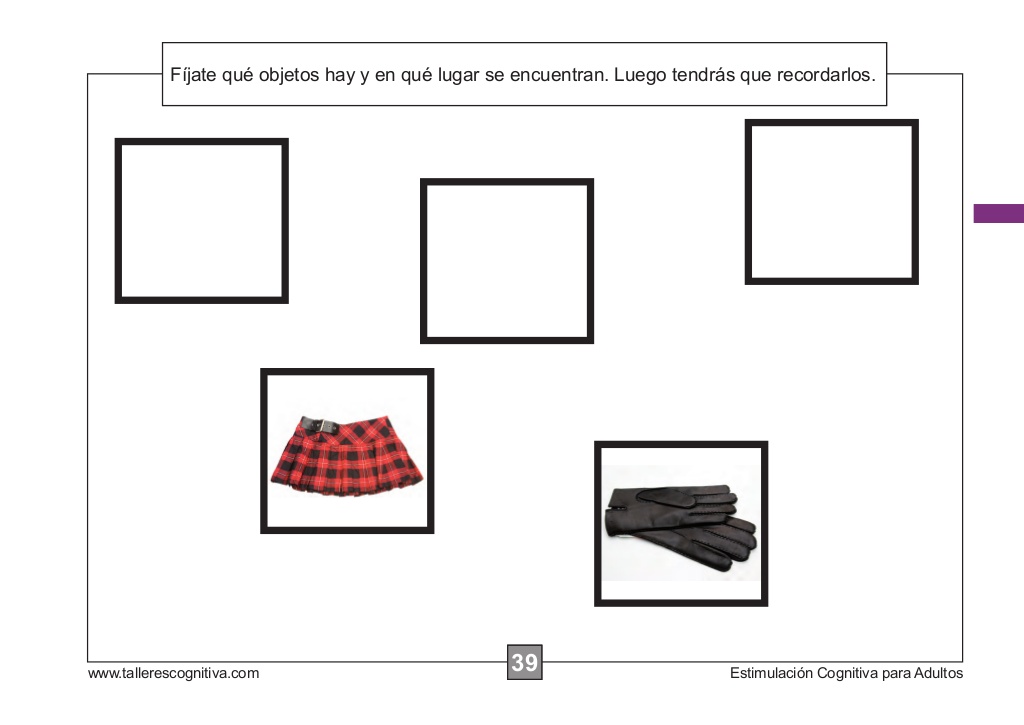 Fíjate qué objetos hay y en qué lugar se encuentran. Luego tendrás que recordarlos.
39
www.tallerescognitiva.com
Estimulación Cognitiva para Adultos